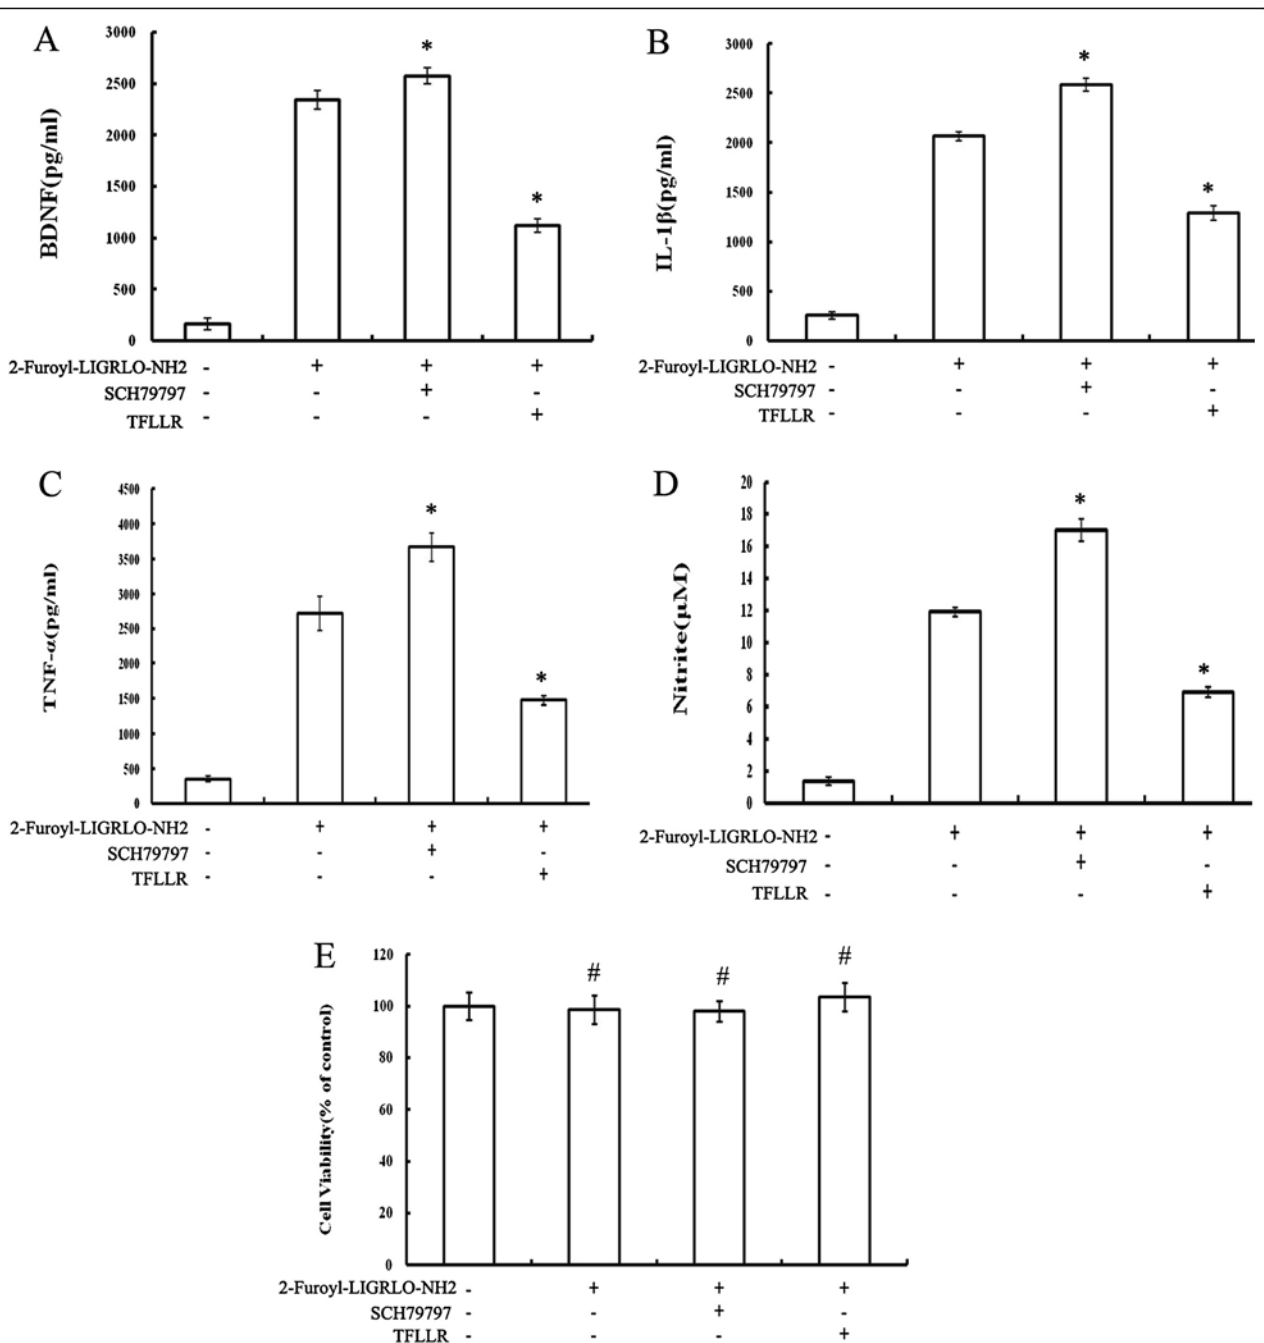 A
BDNF(pg/ml)
3000
2500
2000
1500
1000
500
0
*
*
2-Furoyl-LIGRLO-NH2 - + + +
SCH79797 - - + -
TFLLR - - - +
B
IL-1β(pg/ml)
3000
2500
2000
1500
1000
500
0
*
*
2-Furoyl-LIGRLO-NH2 - + + +
SCH79797 - - + -
TFLLR - - - +
C
TNF-α(pg/ml)
4500
4000
3500
3000
2500
2000
1500
1000
500
0
*
*
2-Furoyl-LIGRLO-NH2 - + + +
SCH79797 - - + -
TFLLR - - - +
D
Nitrite(μM)
20
18
16
14
12
10
8
6
4
2
0
*
*
2-Furoyl-LIGRLO-NH2 - + + +
SCH79797 - - + -
TFLLR - - - +
E
Cell Viability(% of control)
120
100
80
60
40
20
0
# # #
2-Furoyl-LIGRLO-NH2 - + + +
SCH79797 - - + -
TFLLR - - - +